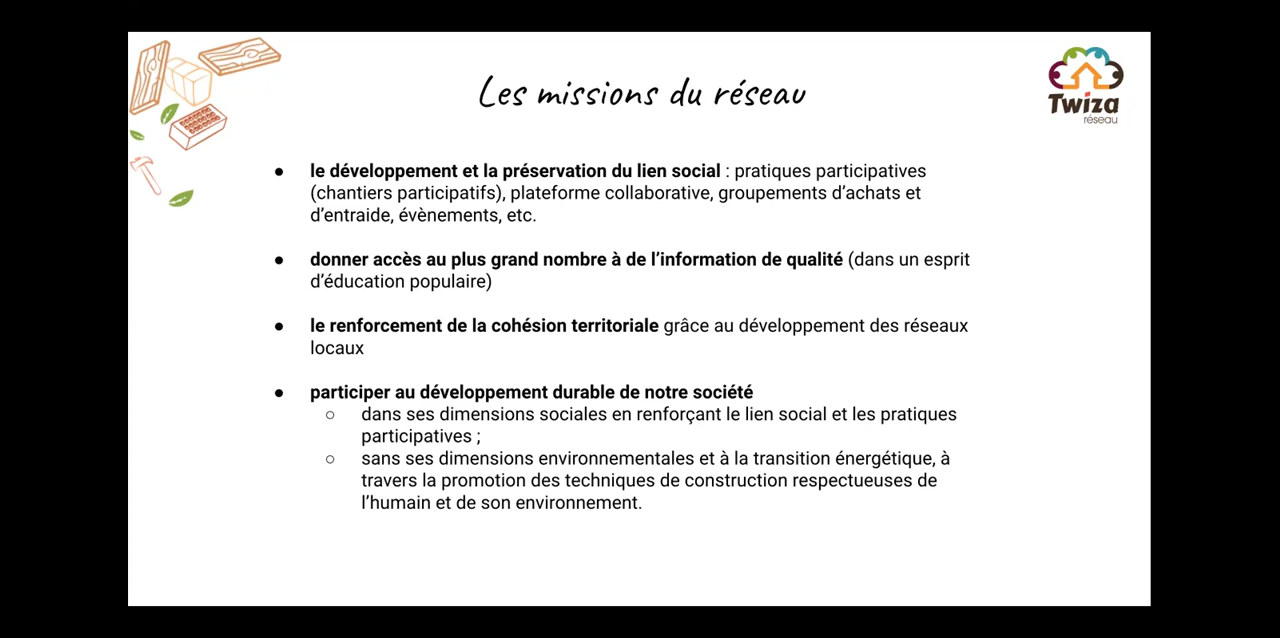 Les missions du réseau
Twiza
réseau
● le développement et la préservation du lien social : pratiques participatives
(chantiers participatifs), plateforme collaborative, groupements d’achats et
d’entraide, évènements, etc.
● donner accès au plus grand nombre à de l’information de qualité (dans un esprit
d’éducation populaire)
● le renforcement de la cohésion territoriale grâce au développement des réseaux
locaux
● participer au développement durable de notre société
○ dans ses dimensions sociales en renforçant le lien social et les pratiques
participatives ;
○ sans ses dimensions environnementales et à la transition énergétique, à
travers la promotion des techniques de construction respectueuses de
l’humain et de son environnement.